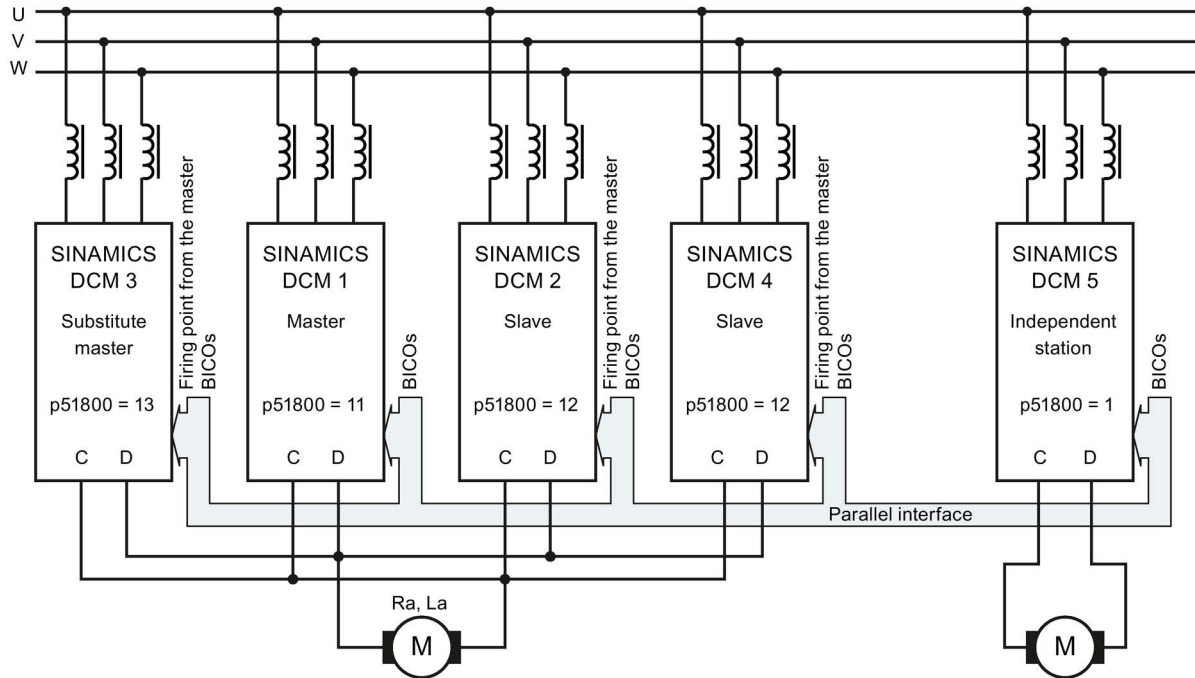 U
V
W
SINAMICS
DCM 3
Substitute
master
p51800 = 13
C D
Firing point from the master
BICOs
SINAMICS
DCM 1
Master
p51800 = 11
C D
BICOs
SINAMICS
DCM 2
Slave
p51800 = 12
C D
Firing point from the master
BICOs
SINAMICS
DCM 4
Slave
p51800 = 12
C D
Firing point from the master
BICOs
SINAMICS
DCM 5
Independent
station
p51800 = 1
C D
BICOs
Parallel interface
Ra, La
M
M